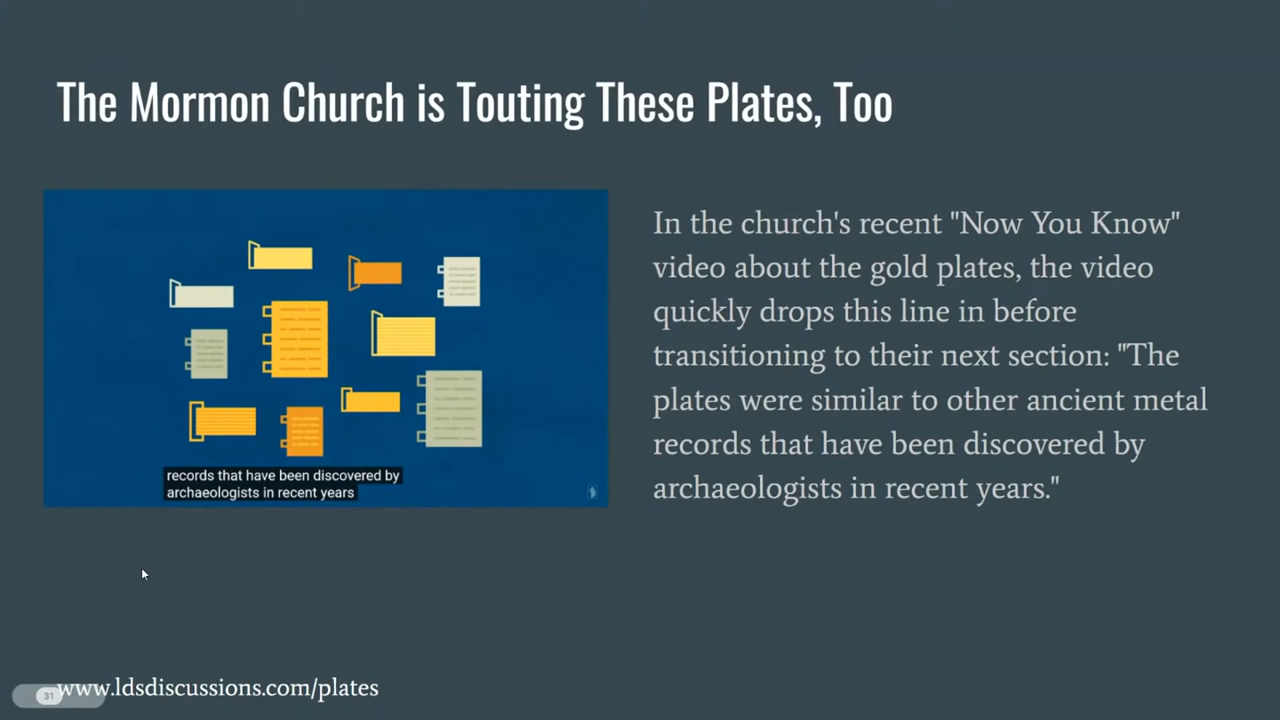 The Mormon Church is Touting These Plates, Too
In the church's recent "Now You Know"
video about the gold plates, the video
quickly drops this line in before
transitioning to their next section: "The
plates were similar to other ancient metal
records that have been discovered by
archaeologists in recent years."
records that have been discovered by
archaeologists in recent years
www.ldsdiscussions.com/plates
31